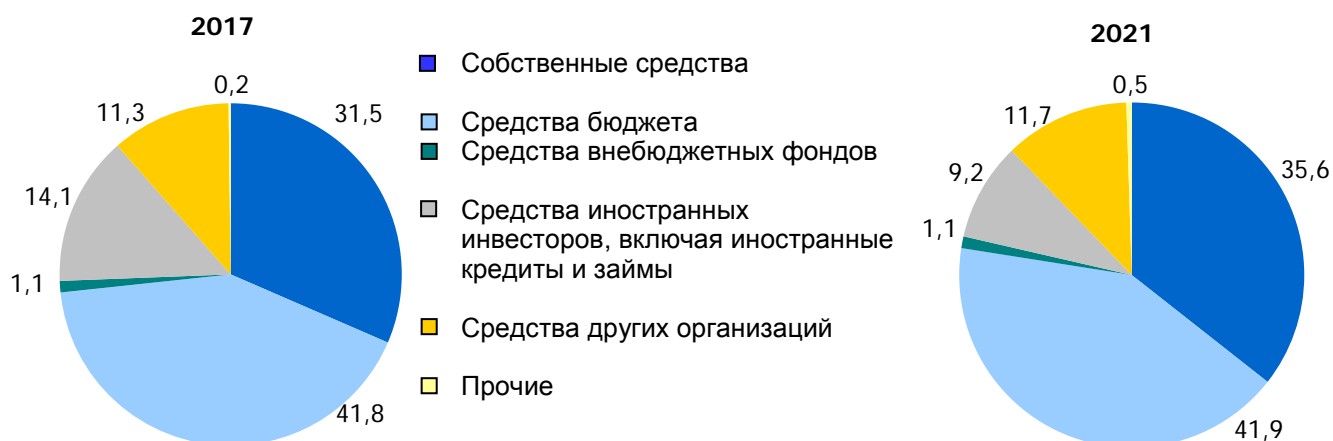 2017
0,2
11,3
31,5
14,1
1,1
41,8
Собственные средства
Средства бюджета
Средства внебюджетных фондов
Средства иностранных
инвесторов, включая иностранные
кредиты и займы
Средства других организаций
Прочие
2021
0,5
11,7
35,6
9,2
1,1
41,9